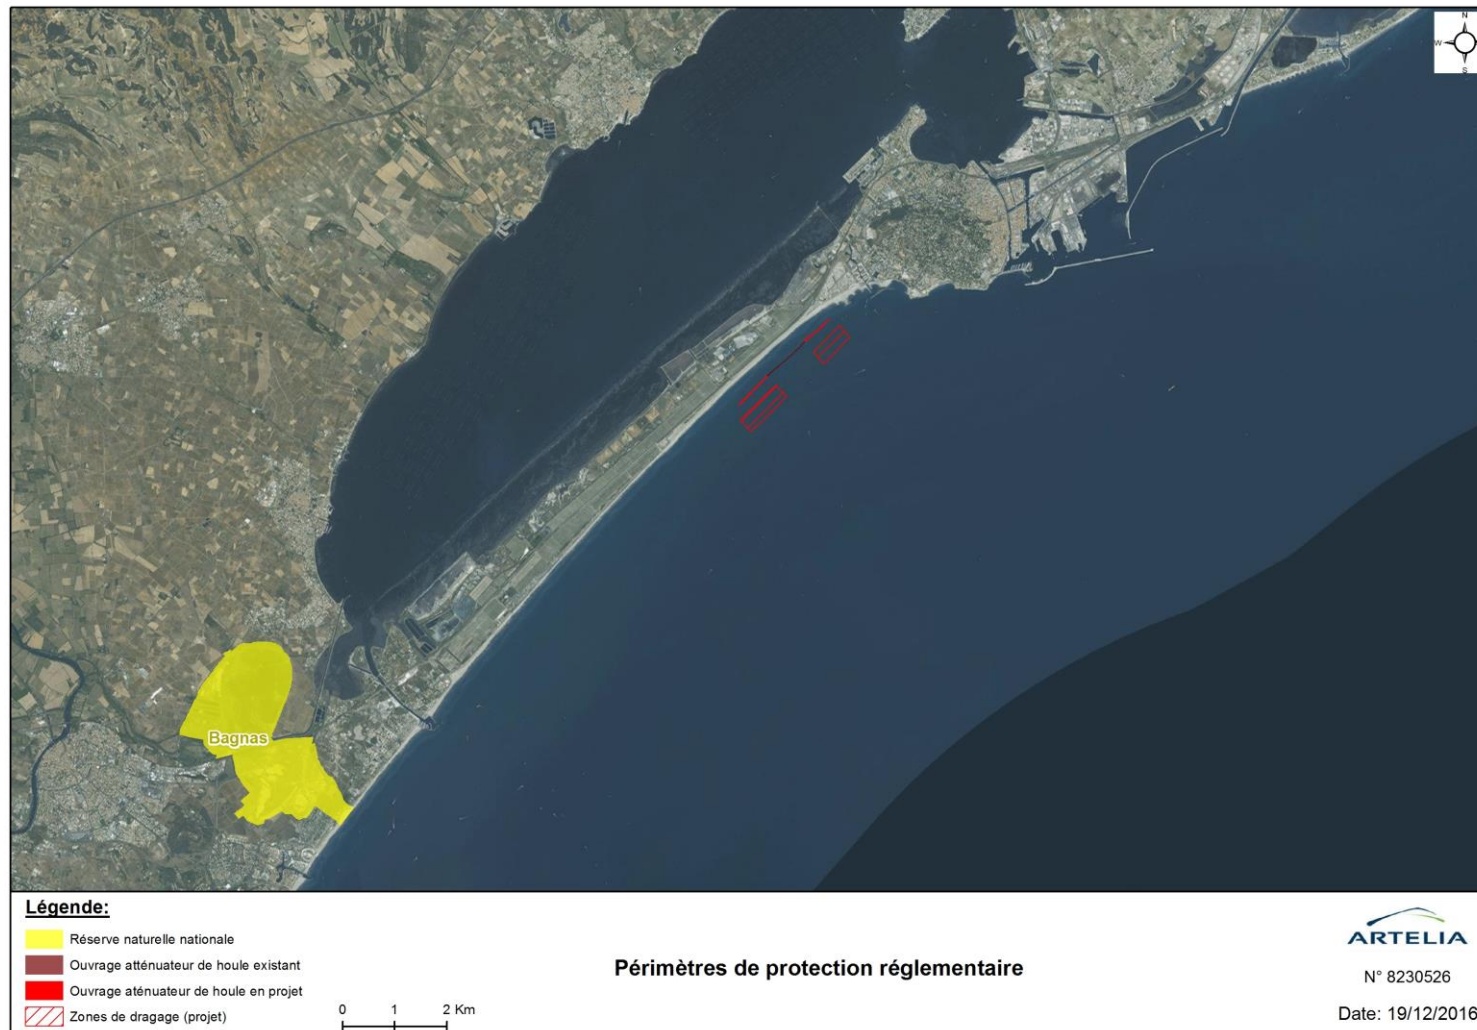 N
W
S
Bagnas
Légende:
Réserve naturelle nationale
Ouvrage atténuateur de houle existant
Ouvrage aténuateur de houle en projet
Zones de dragage (projet)
0 1 2 Km
Périmètres de protection réglementaire
ARTELIA
N° 8230526
Date: 19/12/2016